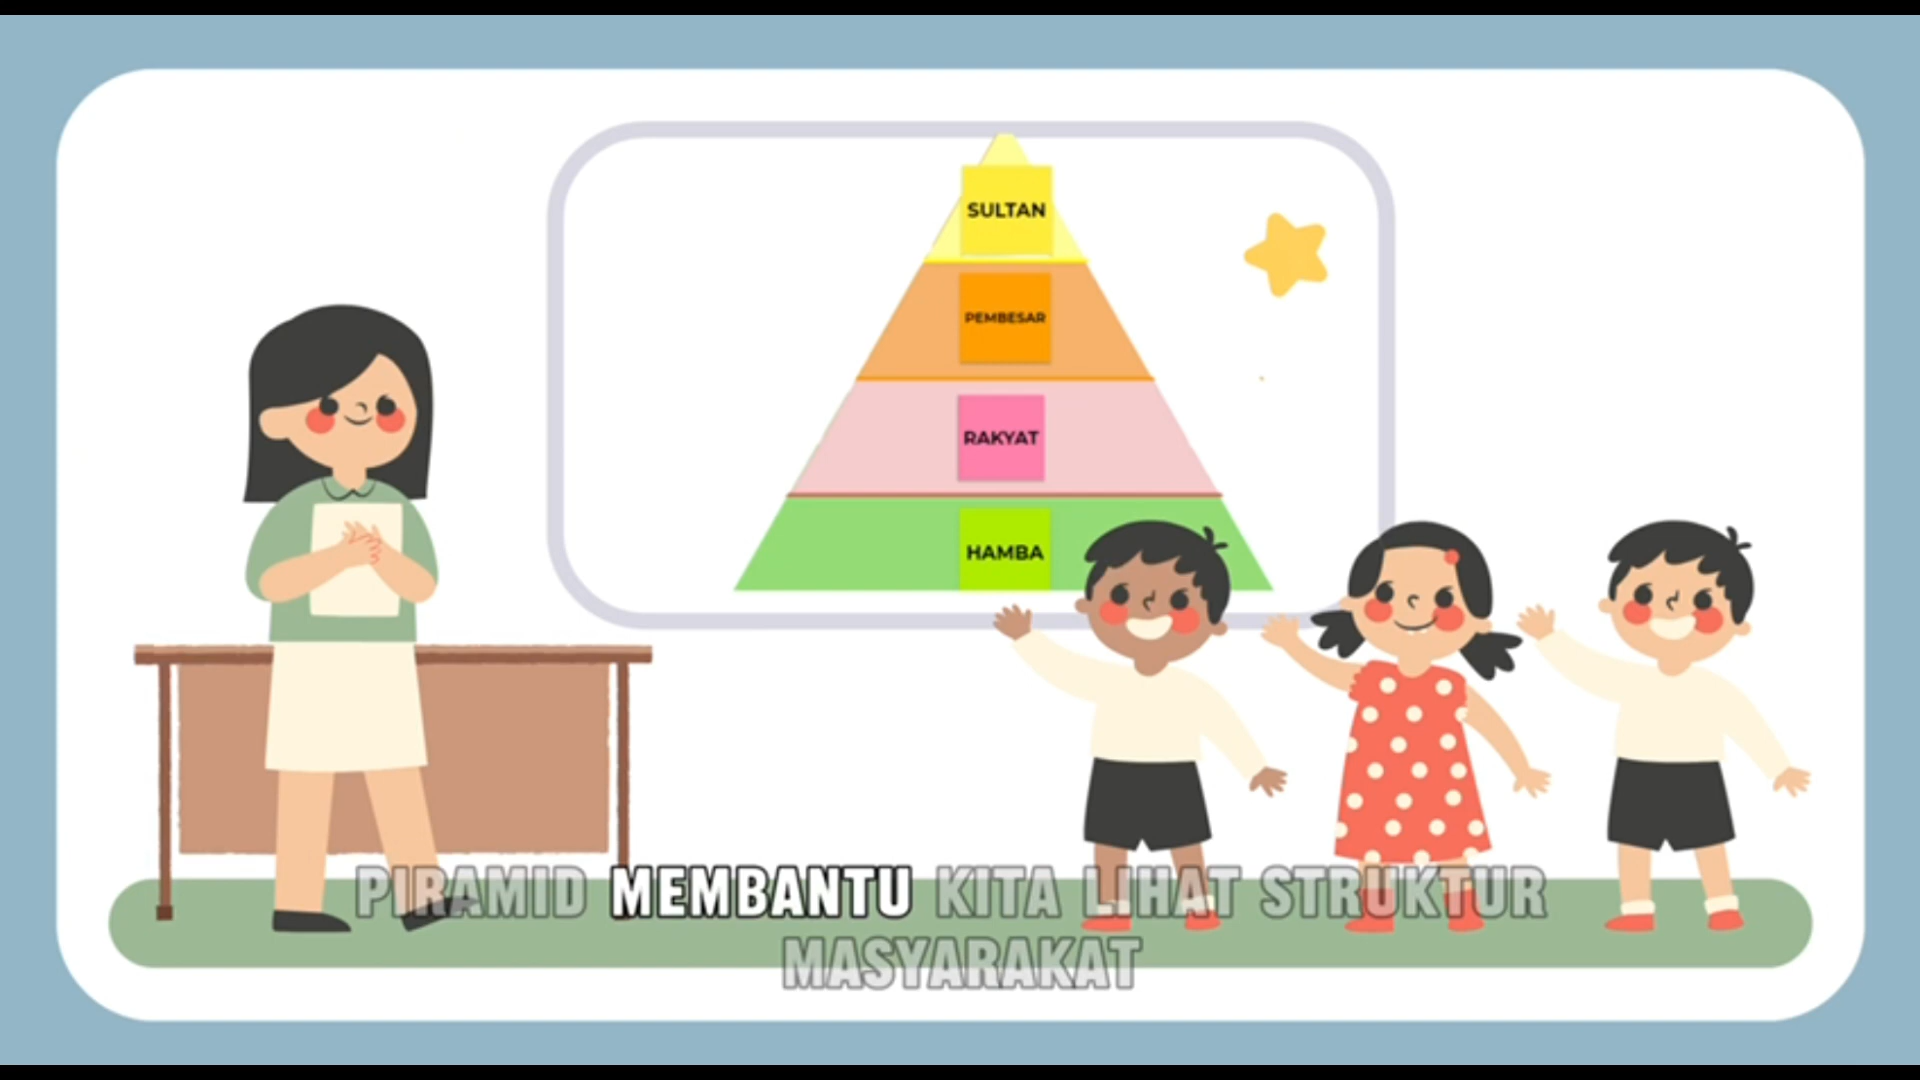 SULTAN
PEMBESAR
RAKYAT
HAMBA
PIRAMID MEMBANTU KITA LIHAT STRUKTUR
MASYARAKAT